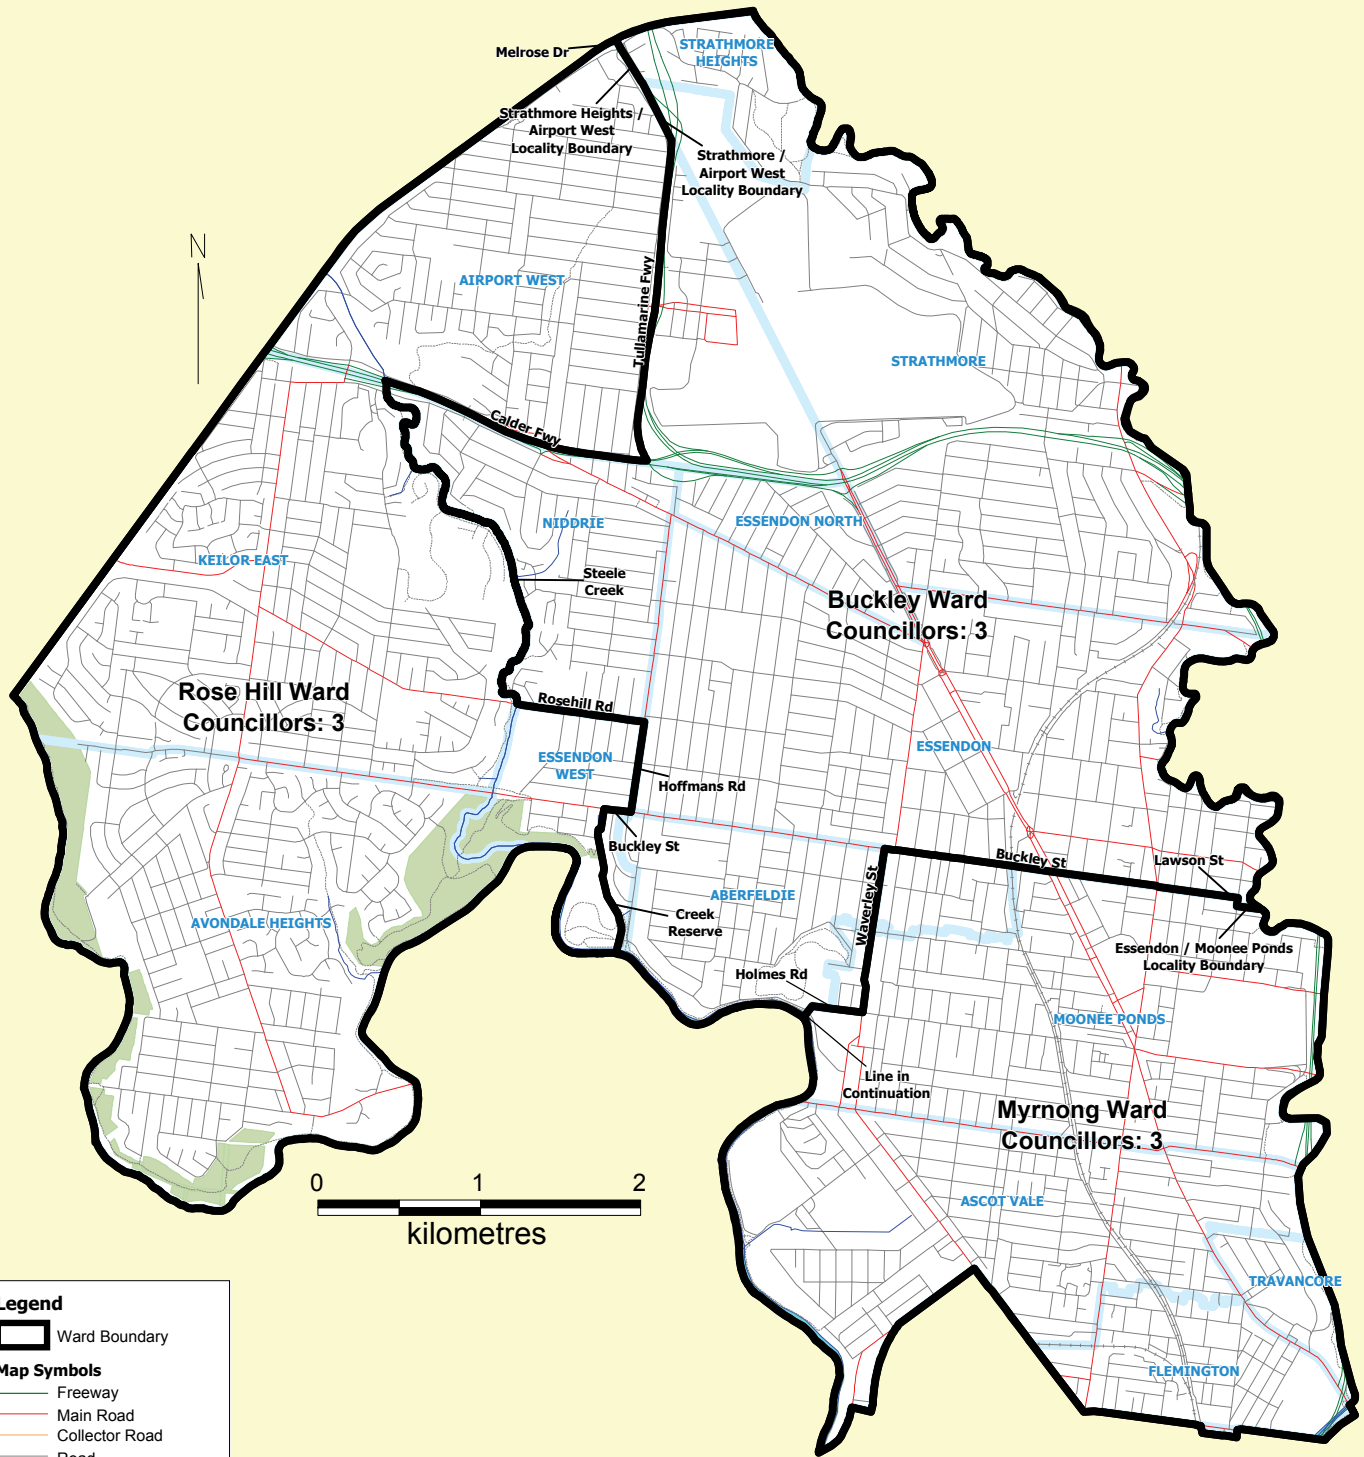 STRATHMORE
HEIGHTS
Melrose Dr
Strathmore Heights /
Airport West
Locality Boundary
Strathmore /
Airport West
Locality Boundary
N
AIRPORT WEST
Tullamarine Fwy
STRATHMORE
Calder Fwy
NIDDRIE
ESSENDON NORTH
KEILOR EAST
Steele
Creek
Buckley Ward
Councillors: 3
Rose Hill Ward
Councillors: 3
Rosehill Rd
ESSENDON
WEST
ESSENDON
Hoffmans Rd
Buckley St
Buckley St
Lawson St
ABERFELDIE
Waverley St
AVONDALE HEIGHTS
Creek
Reserve
Essendon / Moonee Ponds
Locality Boundary
Holmes Rd
MOONEE PONDS
Line in
Continuation
Myrnong Ward
Councillors: 3
0 1 2
kilometres
ASCOT VALE
TRAVANCORE
FLEMINGTON
Legend
Ward Boundary
Map Symbols
Freeway
Main Road
Collector Road